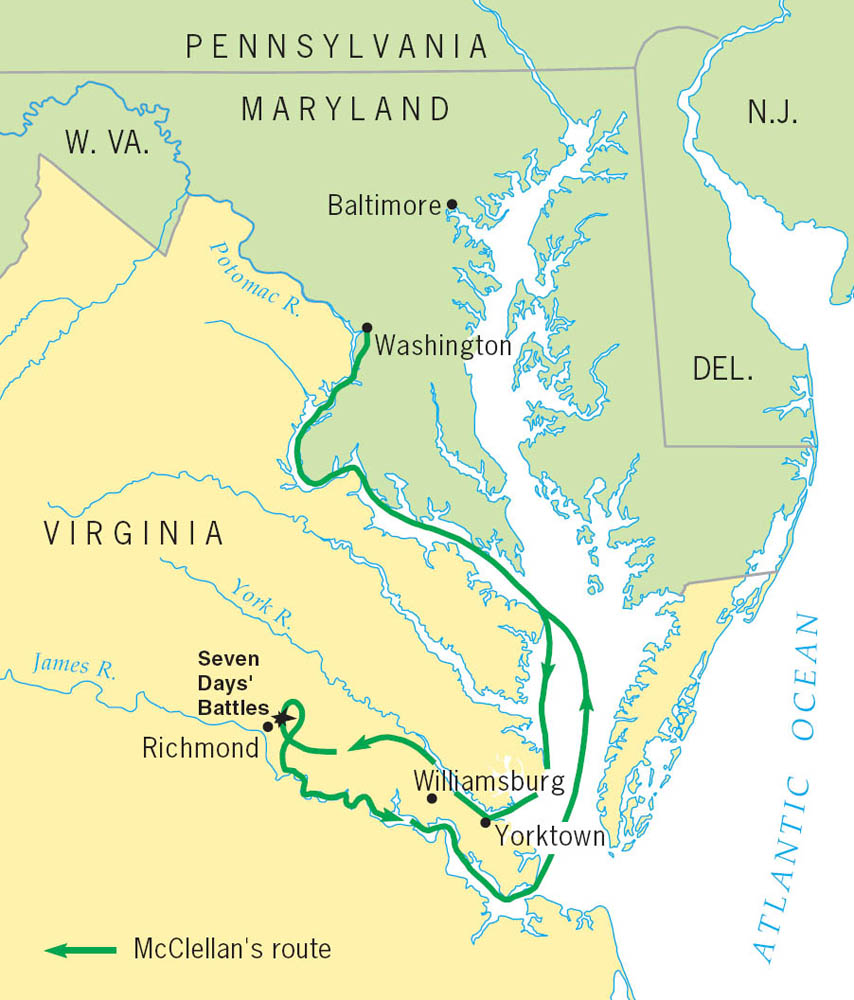 PENNSYLVANIA
MARYLAND
N.J.
W. VA.
Baltimore
Potomac R.
Washington
DEL.
VIRGINIA
York R.
James R.
Seven
Days'
Battles
Richmond
Williamsburg
Yorktown
ATLANTIC OCEAN
McClellan's route